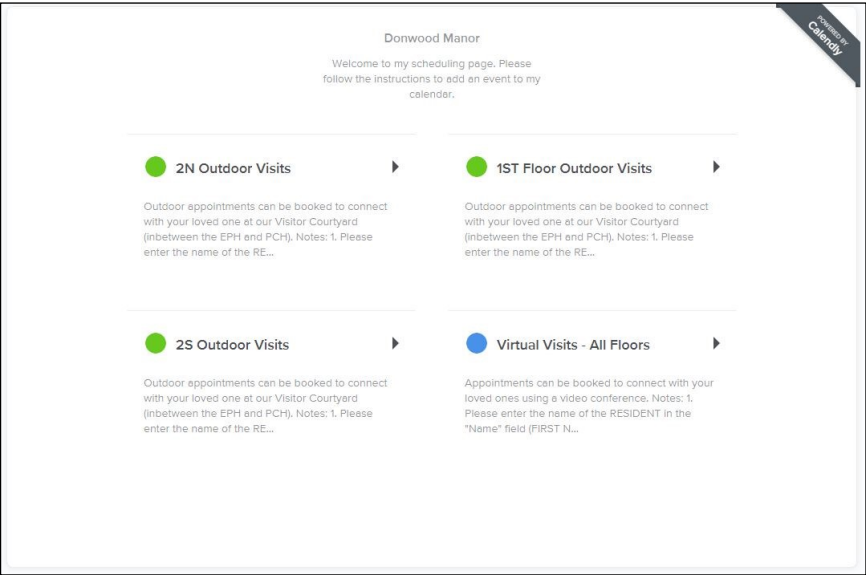 Donwood Manor
POWERED BY
Calendly
Welcome to my scheduling page. Please
follow the instructions to add an event to my
calendar.
2N Outdoor Visits
Outdoor appointments can be booked to connect
with your loved one at our Visitor Courtyard
(inbetween the EPH and PCH). Notes: 1. Please
enter the name of the RE...
1ST Floor Outdoor Visits
Outdoor appointments can be booked to connect
with your loved one at our Visitor Courtyard
(inbetween the EPH and PCH). Notes: 1. Please
enter the name of the RE...
2S Outdoor Visits
Outdoor appointments can be booked to connect
with your loved one at our Visitor Courtyard
(inbetween the EPH and PCH). Notes: 1. Please
enter the name of the RE...
Virtual Visits - All Floors
Appointments can be booked to connect with your
loved ones using a video conference. Notes: 1.
Please enter the name of the RESIDENT in the
"Name" field (FIRST N...